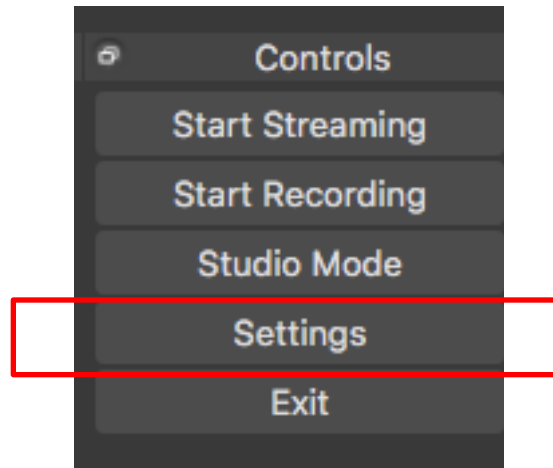 Controls
Start Streaming
Start Recording
Studio Mode
Settings
Exit